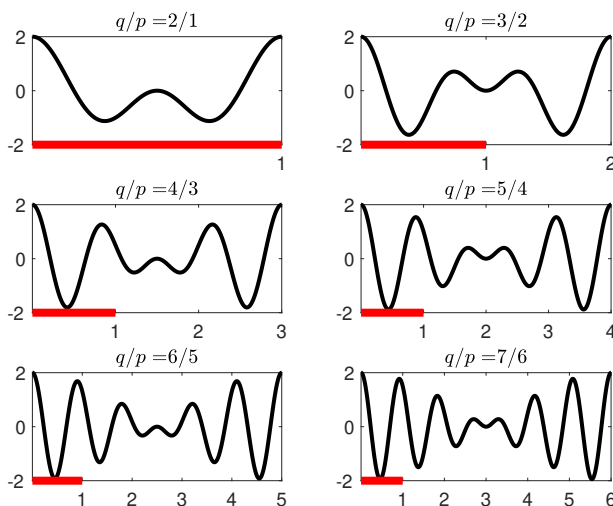 q/p =2/1
2
0
-2
1
q/p =3/2
2
0
-2
1 2
q/p =4/3
2
0
-2
1 2 3
q/p =5/4
2
0
-2
1 2 3 4
q/p =6/5
2
0
-2
1 2 3 4 5
q/p =7/6
2
0
-2
1 2 3 4 5 6